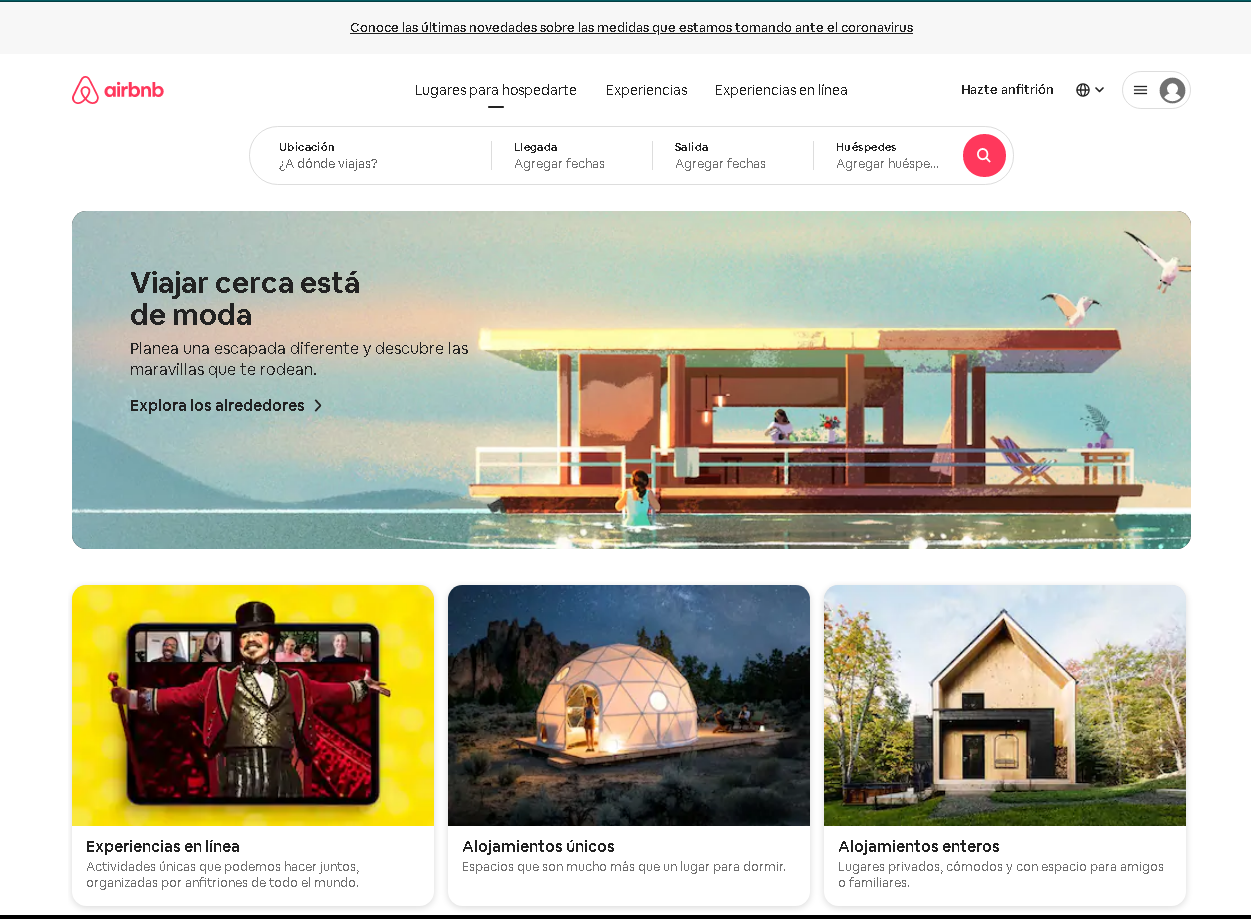 Conoce las últimas novedades sobre las medidas que estamos tomando ante el coronavirus
airbnb
Lugares para hospedarte
Experiencias
Experiencias en línea
Hazte anfitrión
Ubicación
¿A dónde viajas?
Llegada
Agregar fechas
Salida
Agregar fechas
Huéspedes
Agregar huéspe...
Viajar cerca está
de moda
Planea una escapada diferente y descubre las
maravillas que te rodean.
Explora los alrededores
Experiencias en línea
Actividades únicas que podemos hacer juntos,
organizadas por anfitriones de todo el mundo.
Alojamientos únicos
Espacios que son mucho más que un lugar para dormir.
Alojamientos enteros
Lugares privados, cómodos y con espacio para amigos
o familiares.